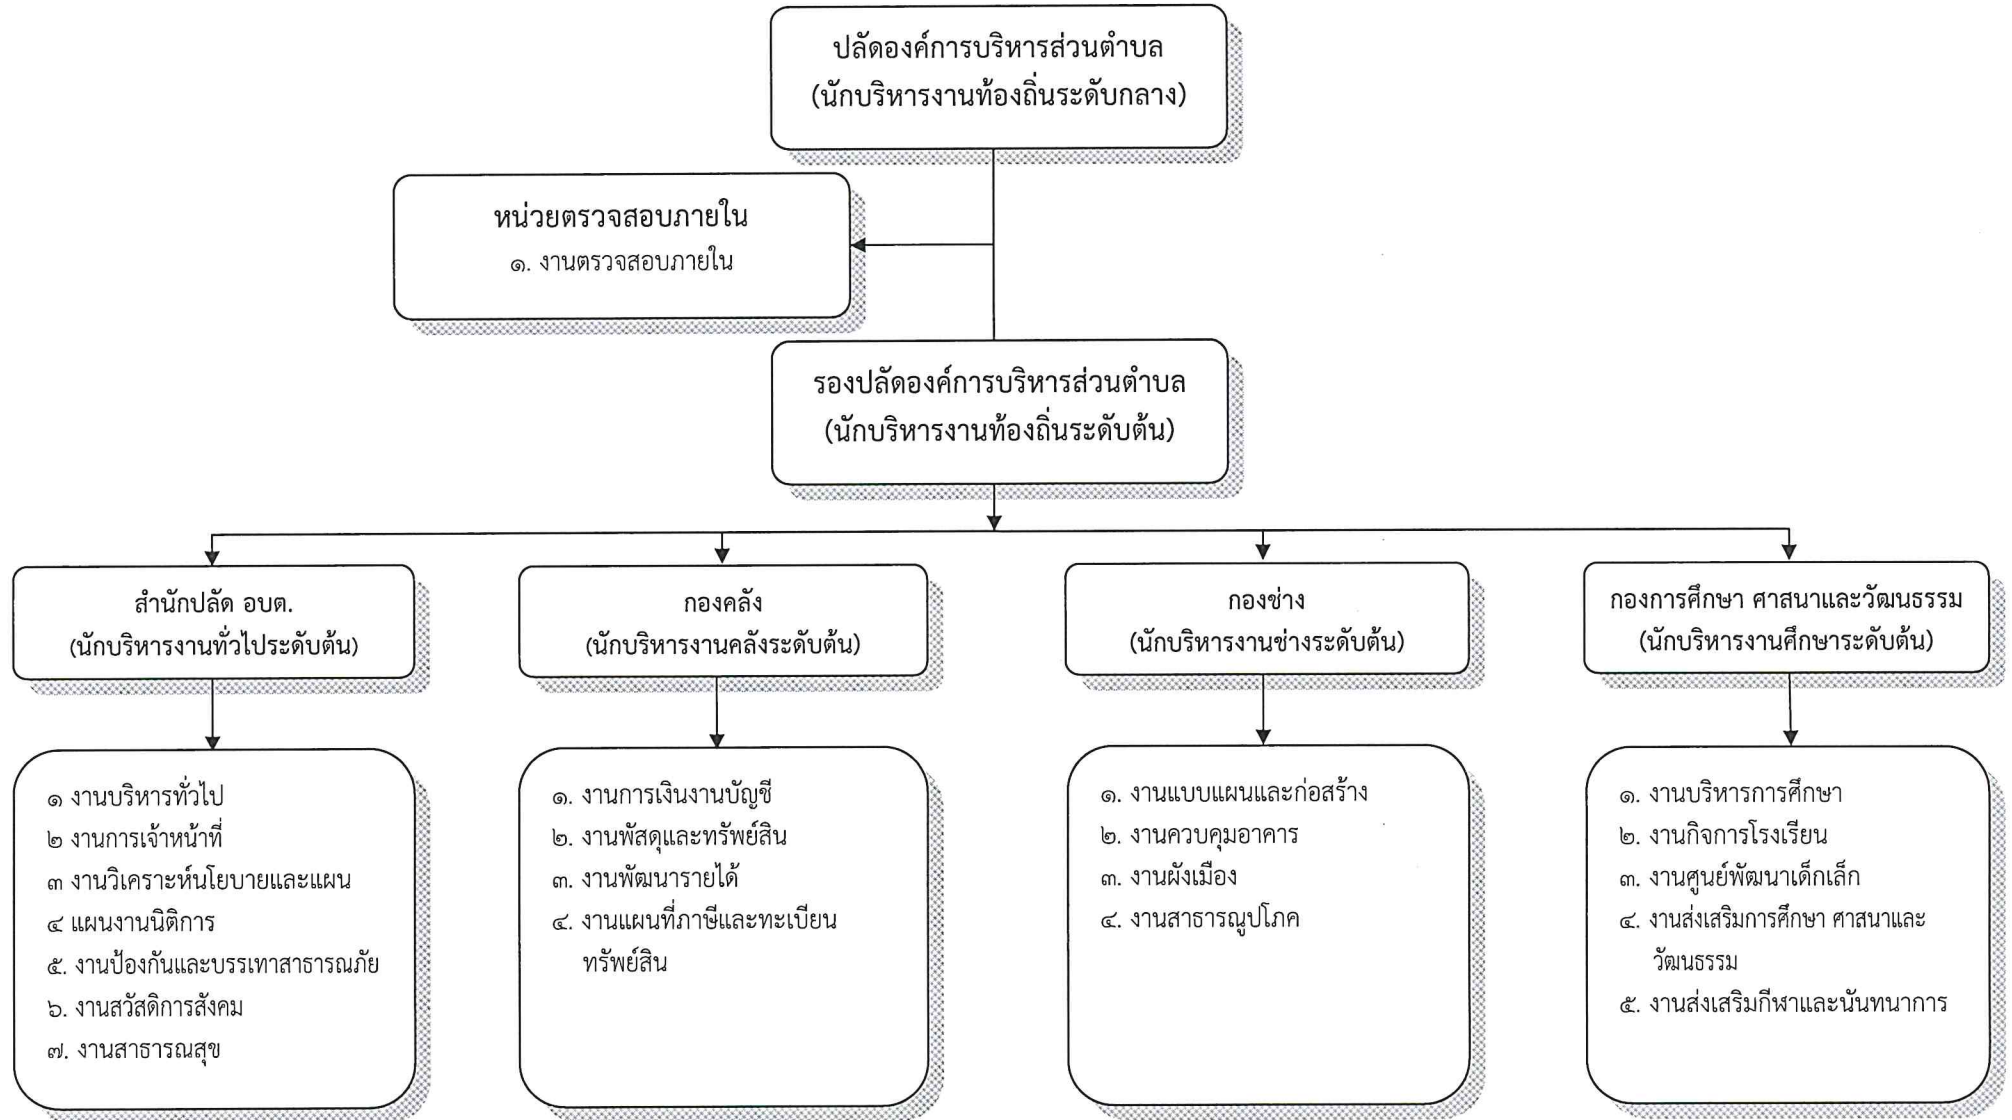 ปลัดองค์การบริหารส่วนตำบล
(นักบริหารงานท้องถิ่นระดับกลาง)
หน่วยตรวจสอบภายใน
๑. งานตรวจสอบภายใน
รองปลัดองค์การบริหารส่วนตำบล
(นักบริหารงานท้องถิ่นระดับต้น)
สำนักปลัด อบต.
(นักบริหารงานทั่วไประดับต้น)
กองคลัง
(นักบริหารงานคลังระดับต้น)
กองช่าง
(นักบริหารงานช่างระดับต้น)
กองการศึกษา ศาสนาและวัฒนธรรม
(นักบริหารงานศึกษาระดับต้น)
๑ งานบริหารทั่วไป
๒ งานการเจ้าหน้าที่
๓ งานวิเคราะห์นโยบายและแผน
๔ แผนงานนิติการ
๕. งานป้องกันและบรรเทาสาธารณภัย
๖. งานสวัสดิการสังคม
๗. งานสาธารณสุข
๑. งานการเงินงานบัญชี
๒. งานพัสดุและทรัพย์สิน
๓. งานพัฒนารายได้
๔. งานแผนที่ภาษีและทะเบียน
ทรัพย์สิน
๑. งานแบบแผนและก่อสร้าง
๒. งานควบคุมอาคาร
๓. งานผังเมือง
๔. งานสาธารณูปโภค
๑. งานบริหารการศึกษา
๒. งานกิจการโรงเรียน
๓. งานศูนย์พัฒนาเด็กเล็ก
๔. งานส่งเสริมการศึกษา ศาสนาและ
วัฒนธรรม
๕. งานส่งเสริมกีฬาและนันทนาการ